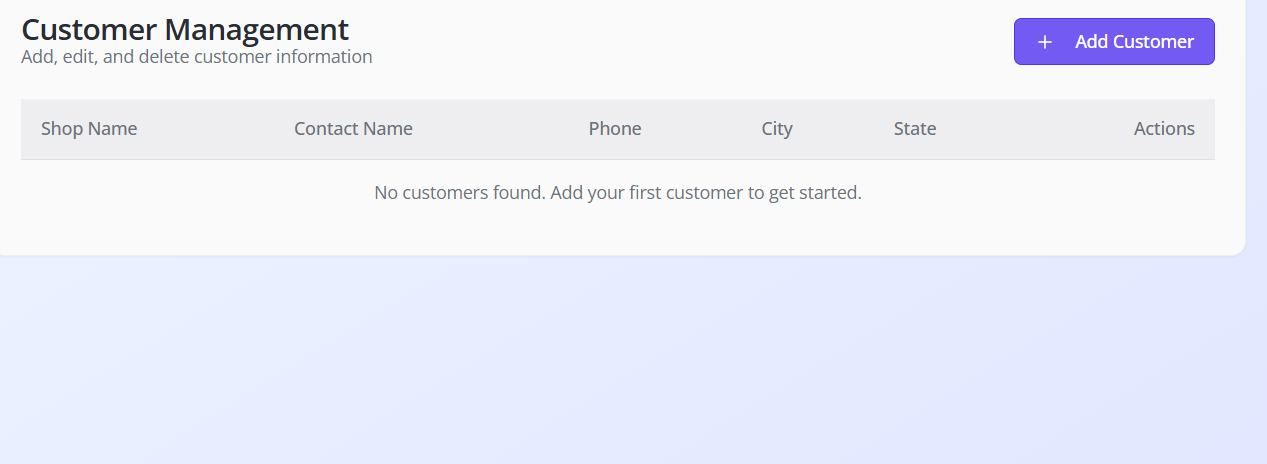 Customer Management
Add, edit, and delete customer information
+ Add Customer
Shop Name Contact Name Phone City State Actions
No customers found. Add your first customer to get started.